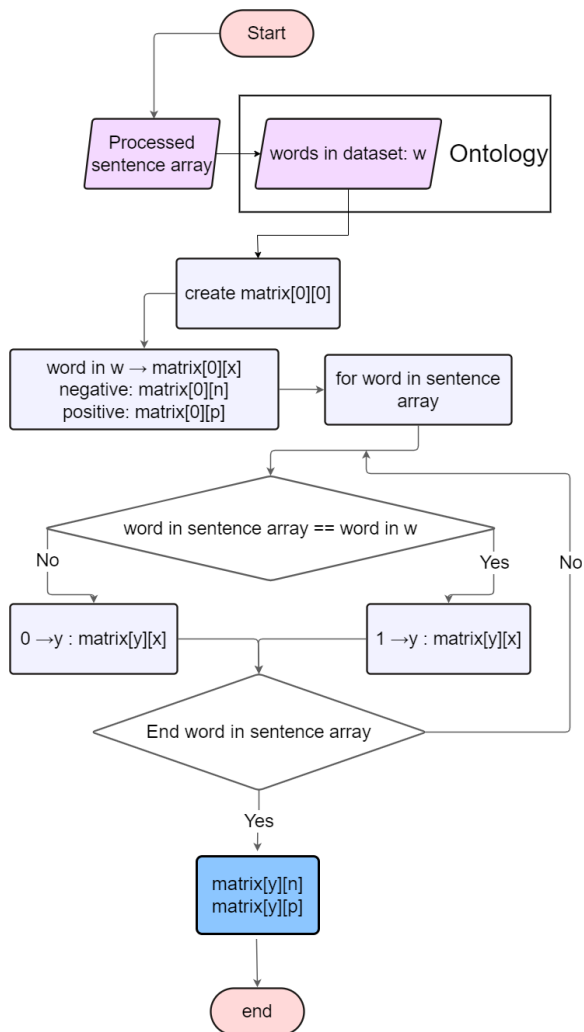 Start
Processed
sentence array
words in dataset: w
Ontology
create matrix[0][0]
word in w → matrix[0][x]
negative: matrix[0][n]
positive: matrix[0][p]
for word in sentence
array
word in sentence array == word in w
No
Yes
No
0 →y : matrix[y][x]
1 →y : matrix[y][x]
End word in sentence array
Yes
matrix[y][n]
matrix[y][p]
end